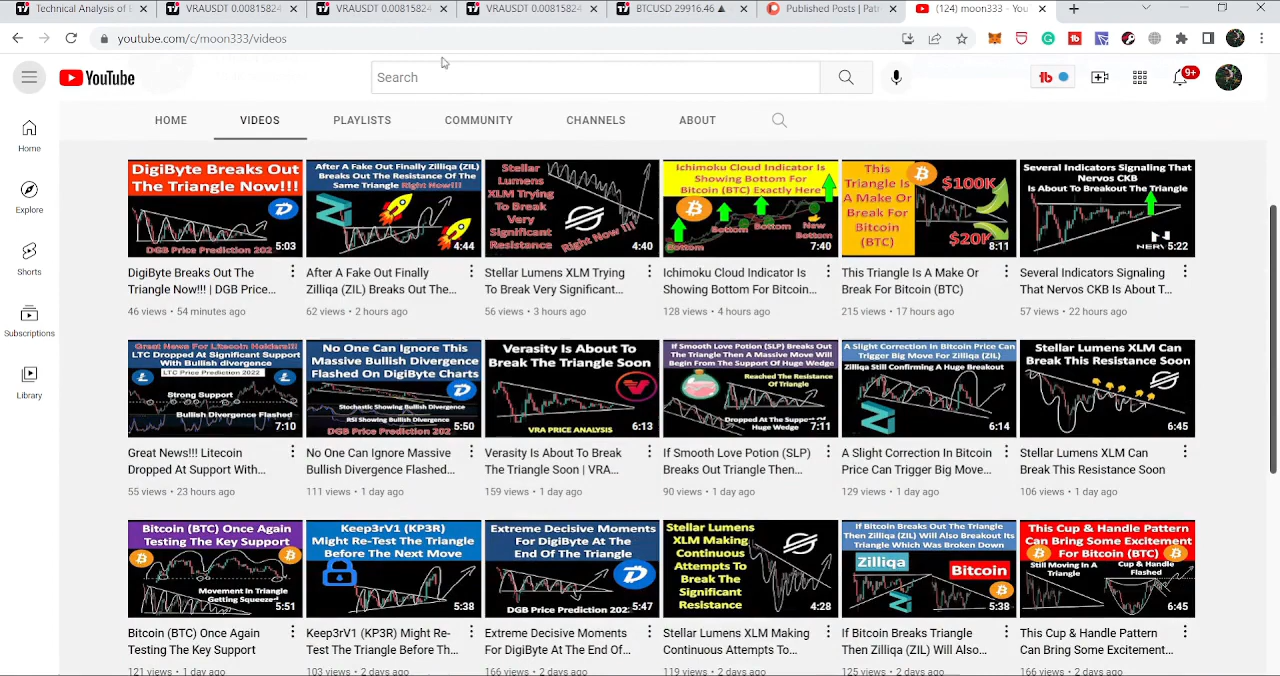 Technical Analysis of E
VRAUSDT 0.00815824
VRAUSDT 0.00815824
VRAUSDT 0.00815824
BTCUSD 29916.46 ▲
Published Posts | Patr
(124) moon333 - You
youtube.com/c/moon333/videos
YouTube
Search
9+
HOME
VIDEOS
PLAYLISTS
COMMUNITY
CHANNELS
ABOUT
Home
Explore
Shorts
Subscriptions
Library
DigiByte Breaks Out
The Triangle Now!!!
DGB Price Prediction 202
5:03
After A Fake Out Finally Zilliqa (ZIL)
Breaks Out The Resistance Of The
Same Triangle Right Now!!!
4:44
Stellar
Lumens
XLM Trying
To Break
Very
Significant
Resistance
Right Now !!!
4:40
Ichimoku Cloud Indicator Is
Showing Bottom For
Bitcoin (BTC) Exactly Here
Bottom
Bottom
Bottom
New
Bottom
7:40
This
Triangle Is
A Make Or
Break For
Bitcoin
(BTC)
$100K
$20K
8:11
Several Indicators Signaling That
Nervos CKB
Is About To Breakout The Triangle
5:22
DigiByte Breaks Out The
Triangle Now!!! | DGB Price...
46 views • 54 minutes ago
After A Fake Out Finally
Zilliqa (ZIL) Breaks Out The...
62 views • 2 hours ago
Stellar Lumens XLM Trying
To Break Very Significant...
56 views • 3 hours ago
Ichimoku Cloud Indicator Is
Showing Bottom For Bitcoin...
128 views • 4 hours ago
This Triangle Is A Make Or
Break For Bitcoin (BTC)
215 views • 17 hours ago
Several Indicators Signaling
That Nervos CKB Is About T...
57 views • 22 hours ago
Great News For Litecoin Holders!!!
LTC Dropped At Significant Support
With Bullish divergence
LTC Price Prediction 2022
Strong Support
Bullish Divergence Flashed
7:10
No One Can Ignore This
Massive Bullish Divergence
Flashed On DigiByte Charts
Stochastic Showing Bullish Divergence
RSI Showing Bullish Divergence
DGB Price Prediction 202
5:50
Verasity Is About To
Break The Triangle Soon
VRA PRICE ANALYSIS
6:13
If Smooth Love Potion (SLP) Breaks Out
The Triangle Then A Massive Move Will
Begin From The Support Of Huge Wedge
Reached The Resistance
Of Triangle
Dropped At The Support Of
Huge Wedge
7:11
A Slight Correction In Bitcoin Price Can
Trigger Big Move For Zilliqa (ZIL)
Zilliqa Still Confirming A Huge Breakout
6:14
Stellar Lumens XLM Can
Break This Resistance Soon
6:45
Great News!!! Litecoin
Dropped At Support With...
55 views • 23 hours ago
No One Can Ignore Massive
Bullish Divergence Flashed...
111 views • 1 day ago
Verasity Is About To Break
The Triangle Soon | VRA...
159 views • 1 day ago
If Smooth Love Potion (SLP)
Breaks Out Triangle Then...
90 views • 1 day ago
A Slight Correction In Bitcoin
Price Can Trigger Big Move...
129 views • 1 day ago
Stellar Lumens XLM Can
Break This Resistance Soon
106 views • 1 day ago
Bitcoin (BTC) Once Again
Testing The Key Support
Movement In Triangle
Getting Squeezed
5:51
Keep3rV1 (KP3R)
Might Re-Test The Triangle
Before The Next Move
5:38
Extreme Decisive Moments
For DigiByte At The
End Of The Triangle
DGB Price Prediction 202
5:47
Stellar Lumens
XLM Making
Continuous
Attempts To
Break The
Significant
Resistance
4:28
If Bitcoin Breaks Out The Triangle
Then Zilliqa (ZIL) Will Also Breakout Its
Triangle Which Was Broken Down
Zilliqa
Bitcoin
5:38
This Cup & Handle Pattern
Can Bring Some Excitement
For Bitcoin (BTC)
Still Moving In A
Triangle
Cup & Handle
Flashed
6:45
Bitcoin (BTC) Once Again
Testing The Key Support
121 views • 1 day ago
Keep3rV1 (KP3R) Might Re-
Test The Triangle Before Th...
103 views • 2 days ago
Extreme Decisive Moments
For DigiByte At The End Of...
166 views • 2 days ago
Stellar Lumens XLM Making
Continuous Attempts To...
119 views • 2 days ago
If Bitcoin Breaks Triangle
Then Zilliqa (ZIL) Will Also...
125 views • 2 days ago
This Cup & Handle Pattern
Can Bring Some Excitement...
166 views • 2 days ago